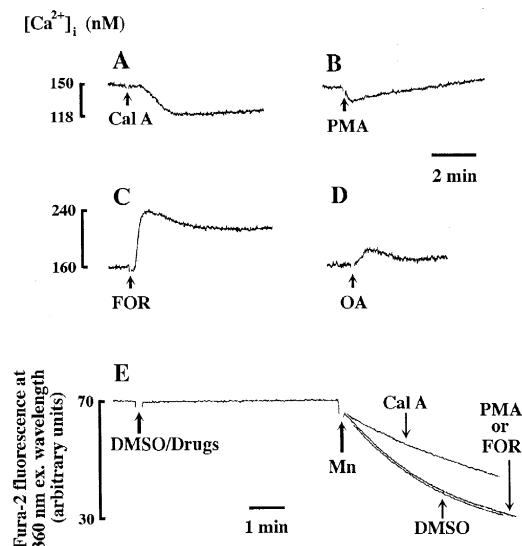 [Ca2+]i (nM)
A
B
150
118
Cal A
PMA
2 min
C
D
240
160
FOR
OA
E
Fura-2 fluorescence at
360 nm ex. wavelength
(arbitrary units)
70
30
DMSO/Drugs
Mn
Cal A
PMA
or
FOR
DMSO
1 min